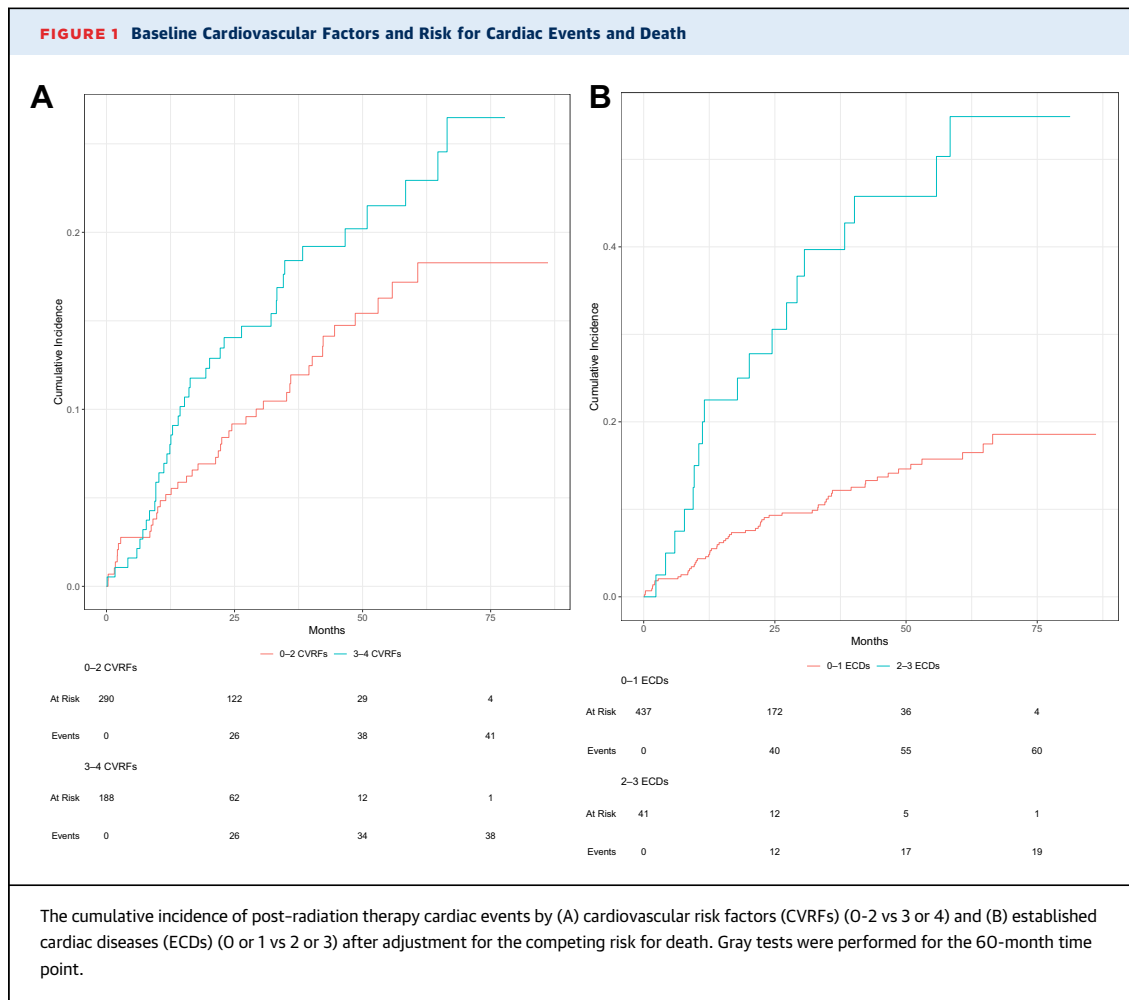 FIGURE 1 Baseline Cardiovascular Factors and Risk for Cardiac Events and Death
A
0.2
0.1
0.0
Cumulative Incidence
0
25
50
75
Months
0–2 CVRFs 3–4 CVRFs
0–2 CVRFs
At Risk 290 122 29 4
Events 0 26 38 41
3–4 CVRFs
At Risk 188 62 12 1
Events 0 26 34 38
B
0.4
0.2
0.0
Cumulative Incidence
0
25
50
75
Months
0–1 ECDs 2–3 ECDs
0–1 ECDs
At Risk 437 172 36 4
Events 0 40 55 60
2–3 ECDs
At Risk 41 12 5 1
Events 0 12 17 19
The cumulative incidence of post-radiation therapy cardiac events by (A) cardiovascular risk factors (CVRFs) (0-2 vs 3 or 4) and (B) established
cardiac diseases (ECDs) (0 or 1 vs 2 or 3) after adjustment for the competing risk for death. Gray tests were performed for the 60-month time
point.